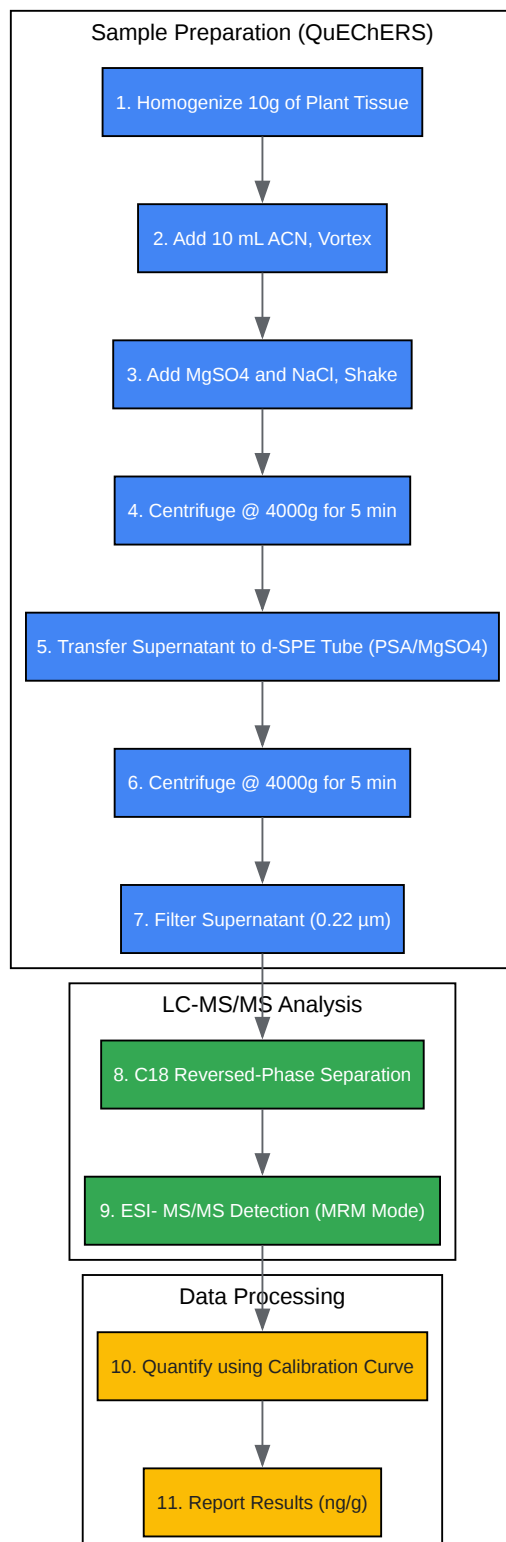 Sample Preparation (QuEChERS)
1. Homogenize 10g of Plant Tissue
2. Add 10 mL ACN, Vortex
3. Add MgSO4 and NaCl, Shake
4. Centrifuge @ 4000g for 5 min
5. Transfer Supernatant to d-SPE Tube (PSA/MgSO4)
6. Centrifuge @ 4000g for 5 min
7. Filter Supernatant (0.22 µm)
LC-MS/MS Analysis
8. C18 Reversed-Phase Separation
9. ESI- MS/MS Detection (MRM Mode)
Data Processing
10. Quantify using Calibration Curve
11. Report Results (ng/g)